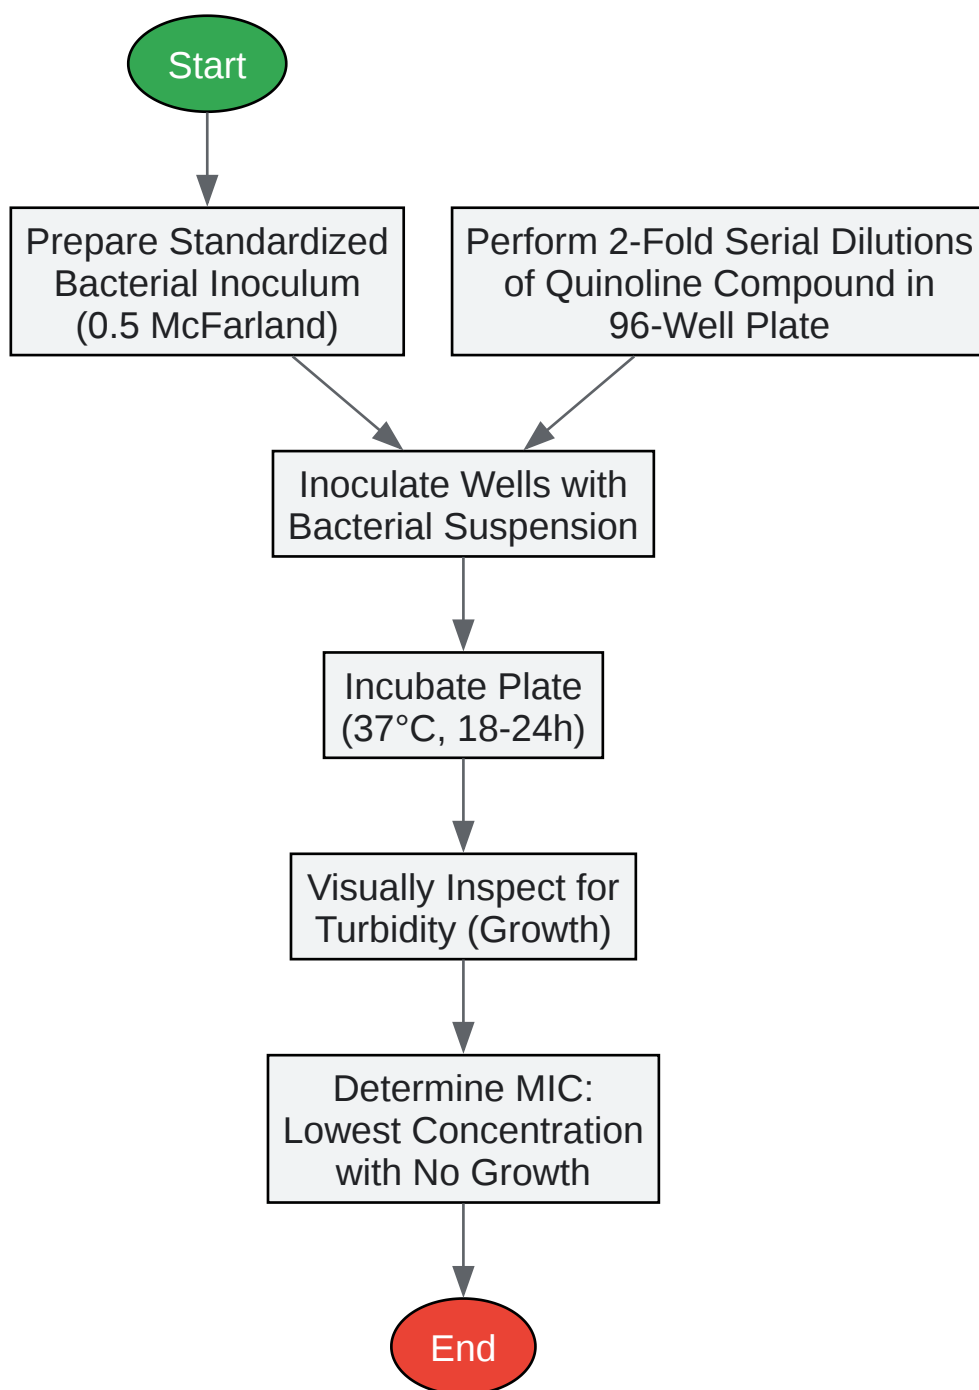 Start
Prepare Standardized
Bacterial Inoculum
(0.5 McFarland)
Perform 2-Fold Serial Dilutions
of Quinoline Compound in
96-Well Plate
Inoculate Wells with
Bacterial Suspension
Incubate Plate
(37°C, 18-24h)
Visually Inspect for
Turbidity (Growth)
Determine MIC:
Lowest Concentration
with No Growth
End